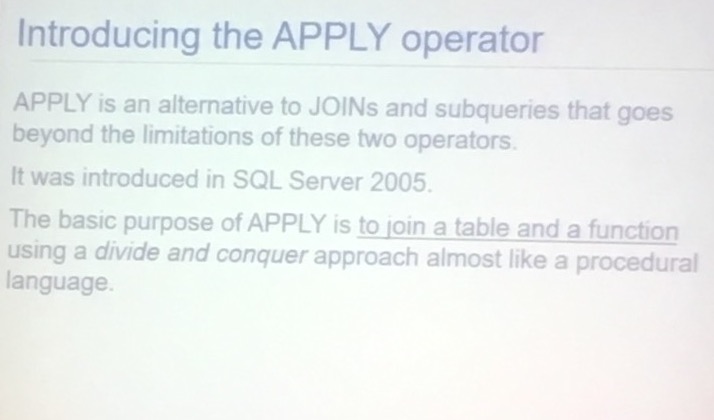 Introducing the APPLY operator
APPLY is an alternative to JOINs and subqueries that goes
beyond the limitations of these two operators.
It was introduced in SQL Server 2005.
The basic purpose of APPLY is to join a table and a function
using a divide and conquer approach almost like a procedural
language.